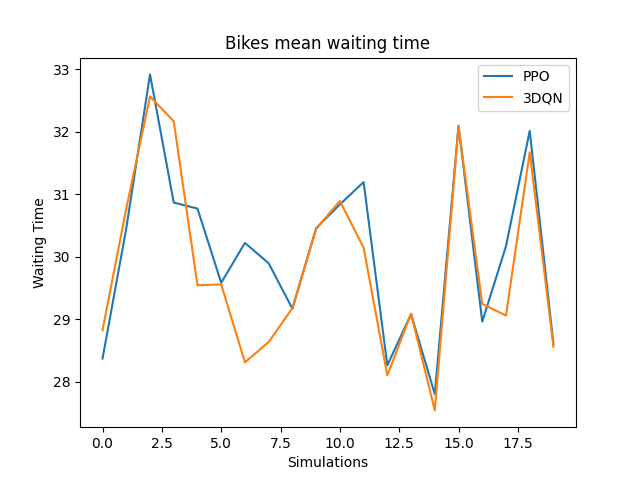 Bikes mean waiting time
PPO
3DQN
33
32
31
30
29
28
Waiting Time
0.0 2.5 5.0 7.5 10.0 12.5 15.0 17.5
Simulations